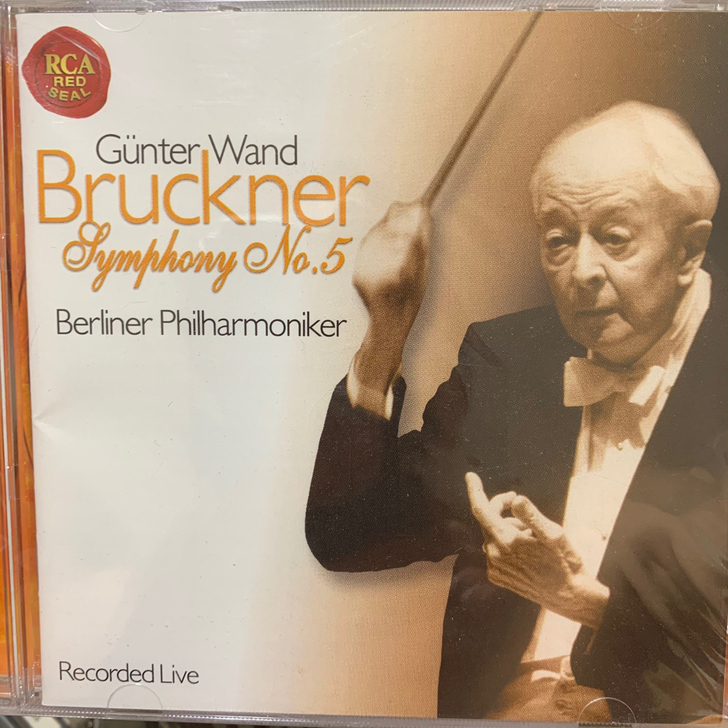 RCA
RED
SEAL
Günter Wand
Bruckner
Symphony No.5
Berliner Philharmoniker
Recorded Live